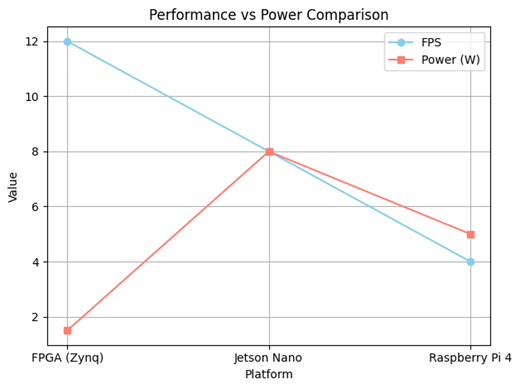 Performance vs Power Comparison
FPS
Power (W)
12
10
8
6
4
2
Value
FPGA (Zynq)
Jetson Nano
Raspberry Pi 4
Platform